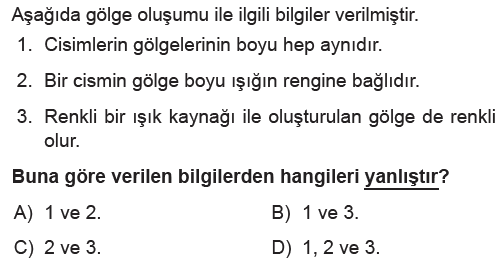 Aşağıda gölge oluşumu ile ilgili bilgiler verilmiştir.
1. Cisimlerin gölgelerinin boyu hep aynıdır.
2. Bir cismin gölge boyu ışığın rengine bağlıdır.
3. Renkli bir ışık kaynağı ile oluşturulan gölge de renkli
olur.
Buna göre verilen bilgilerden hangileri yanlıştır?
A) 1 ve 2. B) 1 ve 3.
C) 2 ve 3. D) 1, 2 ve 3.